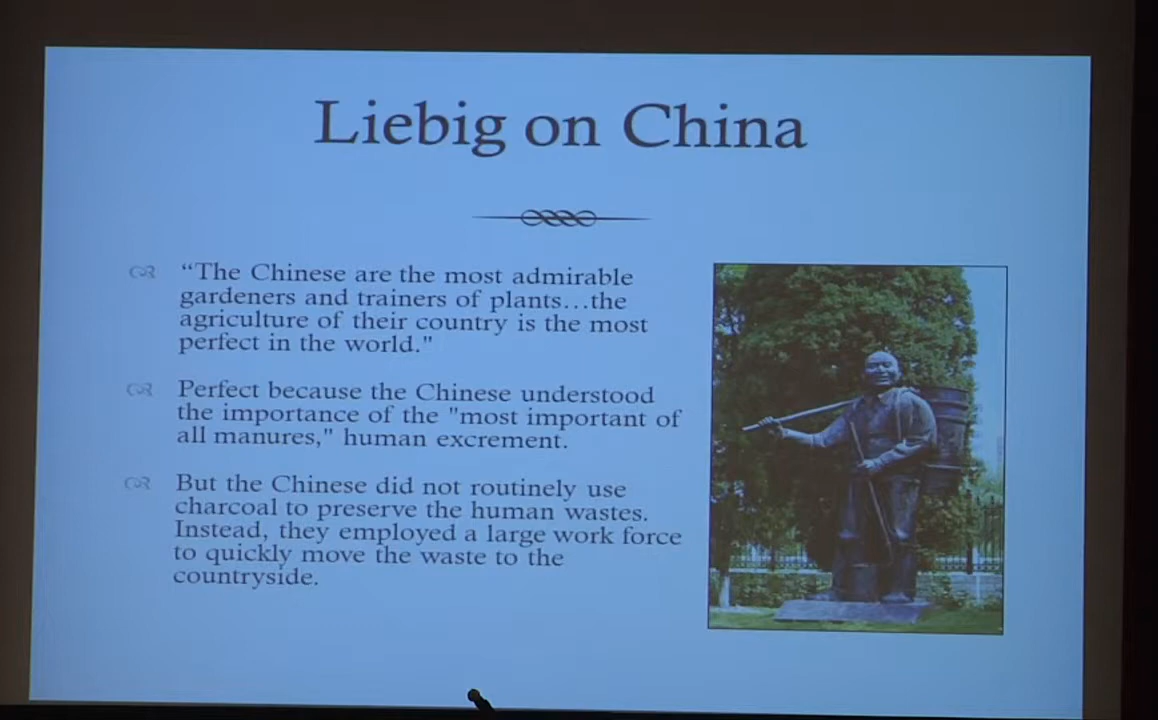 Liebig on China
“The Chinese are the most admirable
gardeners and trainers of plants…the
agriculture of their country is the most
perfect in the world."
Perfect because the Chinese understood
the importance of the "most important of
all manures," human excrement.
But the Chinese did not routinely use
charcoal to preserve the human wastes.
Instead, they employed a large work force
to quickly move the waste to the
countryside.